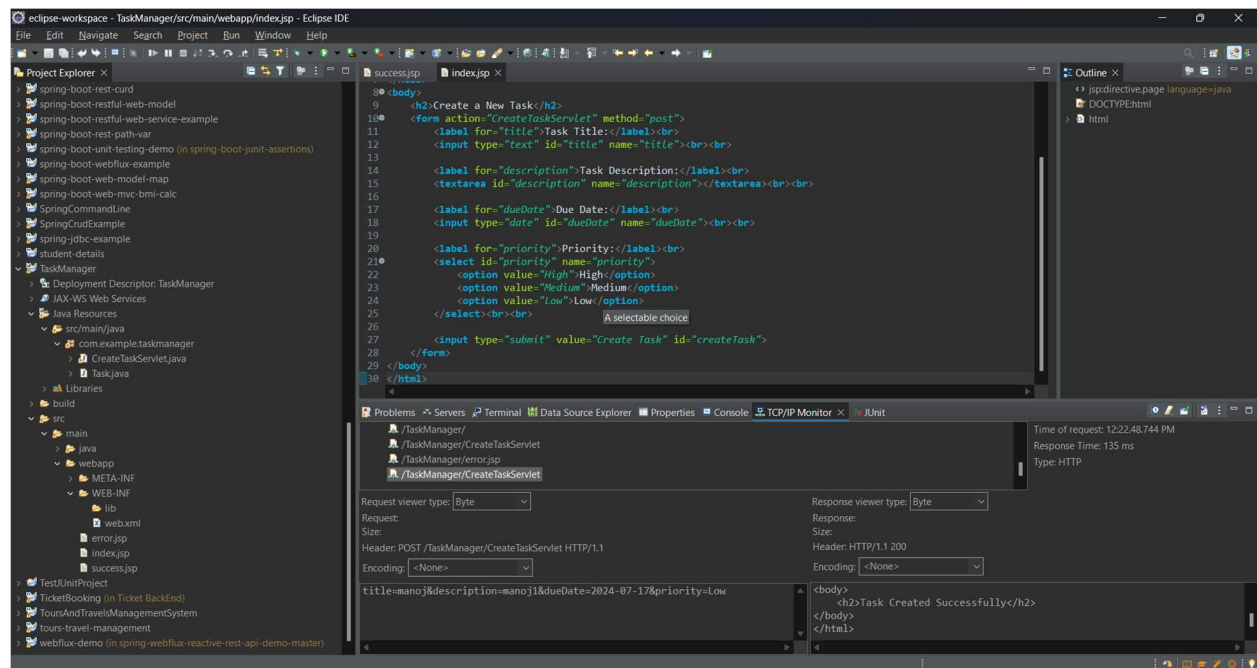 eclipse-workspace - TaskManager/src/main/webapp/index.jsp - Eclipse IDE
File Edit Navigate Search Project Run Window Help
Project Explorer
spring-boot-rest-curd
spring-boot-restful-web-model
spring-boot-restful-web-service-example
spring-boot-rest-path-var
spring-boot-unit-testing-demo (in spring-boot-junit-assertions)
spring-boot-webflux-example
spring-boot-web-model-map
spring-boot-web-mvc-bmi-calc
SpringCommandLine
SpringCrudExample
spring-jdbc-example
student-details
TaskManager
Deployment Descriptor: TaskManager
JAX-WS Web Services
Java Resources
src/main/java
com.example.taskmanager
CreateTaskServlet.java
Task.java
Libraries
build
src
main
java
webapp
META-INF
WEB-INF
lib
web.xml
error.jsp
index.jsp
success.jsp
TestJUnitProject
TicketBooking (in Ticket BackEnd)
ToursAndTravelsManagementSystem
tours-travel-management
webflux-demo (in spring-webflux-reactive-rest-api-demo-master)
success.jsp index.jsp
8 <body>
9 <h2>Create a New Task</h2>
10 <form action="CreateTaskServlet" method="post">
11 <label for="title">Task Title:</label><br>
12 <input type="text" id="title" name="title"><br><br>
13
14 <label for="description">Task Description:</label><br>
15 <textarea id="description" name="description"></textarea><br><br>
16
17 <label for="dueDate">Due Date:</label><br>
18 <input type="date" id="dueDate" name="dueDate"><br><br>
19
20 <label for="priority">Priority:</label><br>
21 <select id="priority" name="priority">
22 <option value="High">High</option>
23 <option value="Medium">Medium</option>
24 <option value="Low">Low</option>
25 </select><br><br>
A selectable choice
26
27 <input type="submit" value="Create Task" id="createTask">
28 </form>
29 </body>
30 </html>
Outline
jsp:directive.page language=java
DOCTYPE:html
html
Problems Servers Terminal Data Source Explorer Properties Console TCP/IP Monitor JUnit
/TaskManager/
/TaskManager/CreateTaskServlet
/TaskManager/error.jsp
/TaskManager/CreateTaskServlet
Time of request: 12:22.48.744 PM
Response Time: 135 ms
Type: HTTP
Request viewer type: Byte
Request:
Size:
Header: POST /TaskManager/CreateTaskServlet HTTP/1.1
Encoding: <None>
title=manoj&description=manoj1&dueDate=2024-07-17&priority=Low
Response viewer type: Byte
Response:
Size:
Header: HTTP/1.1 200
Encoding: <None>
<body>
<h2>Task Created Successfully</h2>
</body>
</html>